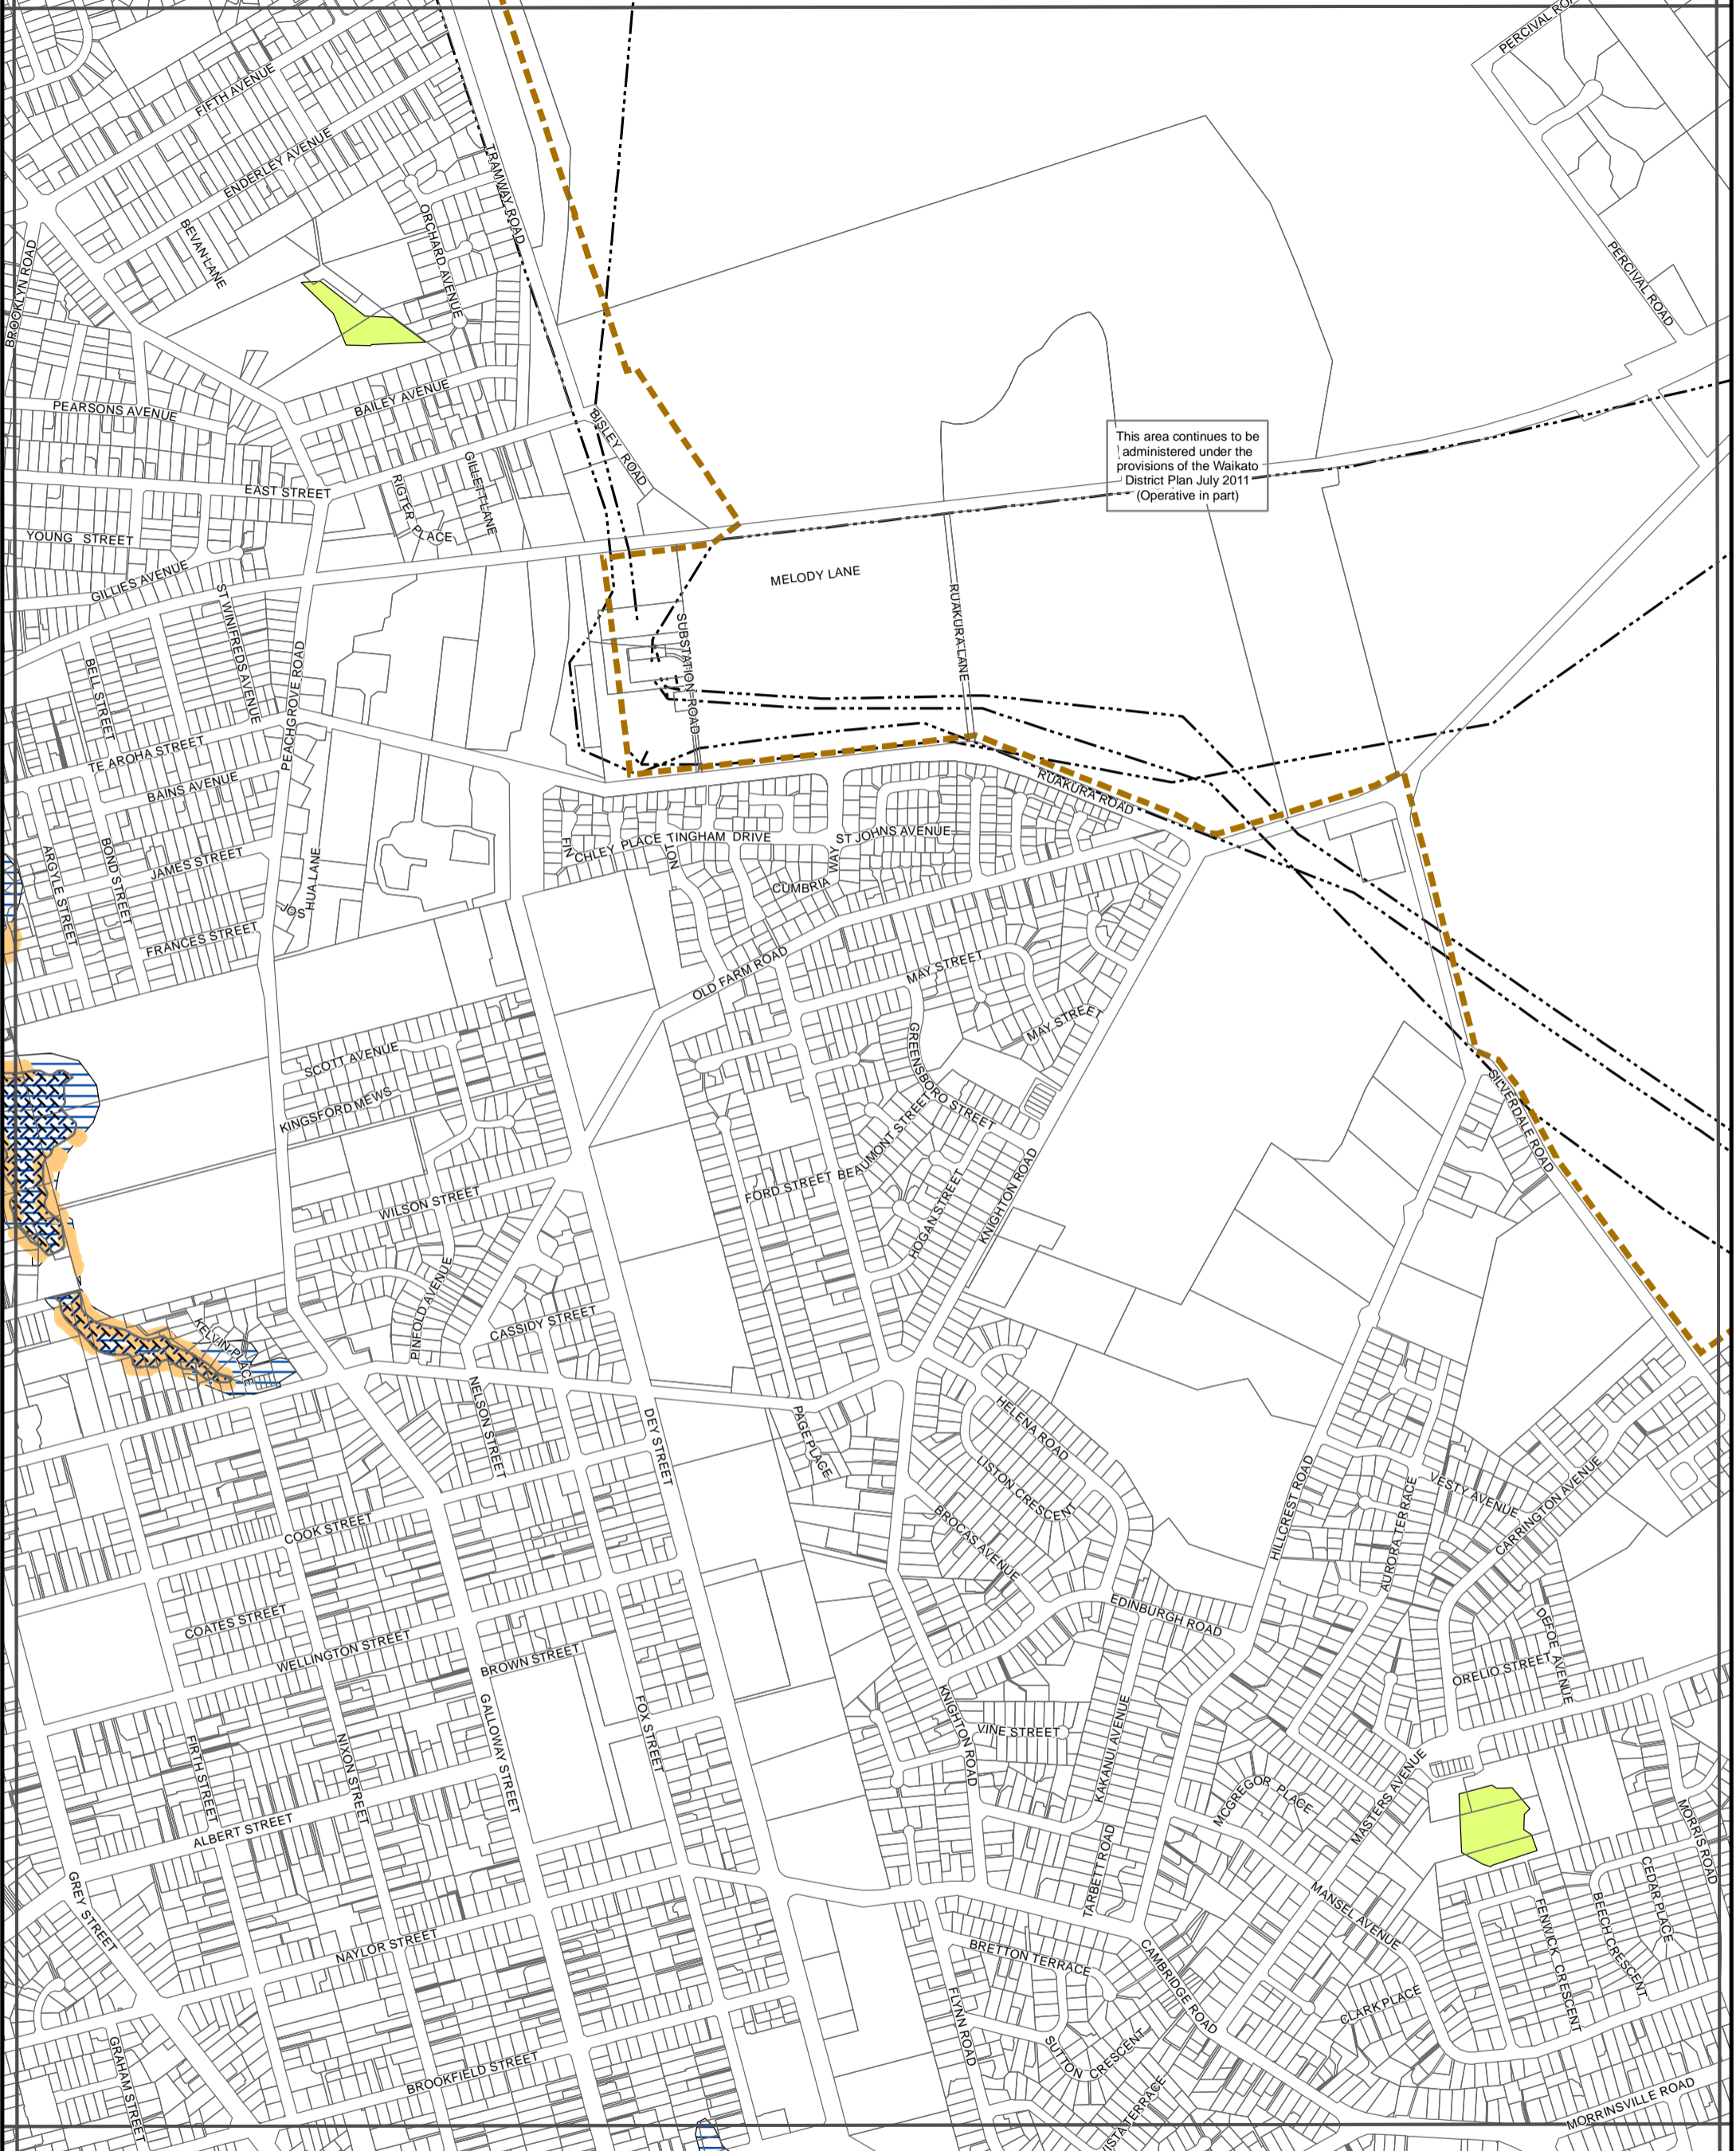 PERCIVAL ROAD
FIFTH AVENUE
ENDERLEY AVENUE
TRAMWAY ROAD
BEVAN LANE
ORCHARD AVENUE
BROOKLYN ROAD
PERCIVAL ROAD
PEARSONS AVENUE
BAILEY AVENUE
BISLEY ROAD
This area continues to be
administered under the
provisions of the Waikato
District Plan July 2011
(Operative in part)
EAST STREET
RIGTER PLACE
GILLETT LANE
YOUNG STREET
GILLIES AVENUE
ST WINIFREDS AVENUE
MELODY LANE
RUAKURA LANE
SUBSTATION ROAD
BELL STREET
PEACHGROVE ROAD
TE AROHA STREET
BAINS AVENUE
RUAKURA ROAD
ARGYLE STREET
BOND STREET
JAMES STREET
JOSHUA LANE
FINCHLEY PLACE
TINGHAM DRIVE
LON
ST JOHNS AVENUE
CUMBRIA WAY
FRANCES STREET
OLD FARM ROAD
MAY STREET
MAY STREET
SCOTT AVENUE
KINGSFORD MEWS
GREENSBORO STREET
BEAUMONT STREET
FORD STREET
HOGAN STREET
KNIGHTON ROAD
SILVERDALE ROAD
WILSON STREET
PINFOLD AVENUE
CASSIDY STREET
KELVIN PLACE
NELSON STREET
DEY STREET
PAGE PLACE
HELENA ROAD
LISTON CRESCENT
BROCAS AVENUE
HILLCREST ROAD
VESTY AVENUE
AURORA TERRACE
CARRINGTON AVENUE
COOK STREET
COATES STREET
WELLINGTON STREET
BROWN STREET
EDINBURGH ROAD
DEFOE AVENUE
ORELIO STREET
FIRTH STREET
NIXON STREET
GALLOWAY STREET
FOX STREET
KNIGHTON ROAD
VINE STREET
KAKANUI AVENUE
MCGREGOR PLACE
MASTERS AVENUE
MORRIS ROAD
ALBERT STREET
TARBETT ROAD
GREY STREET
MANSEL AVENUE
FENWICK CRESCENT
BEECH CRESCENT
CEDAR PLACE
NAYLOR STREET
BRETTON TERRACE
CAMBRIDGE ROAD
FLYNN ROAD
CLARK PLACE
SUTTON CRESCENT
GRAHAM STREET
BROOKFIELD STREET
VISTA TERRACE
MORRINSVILLE ROAD